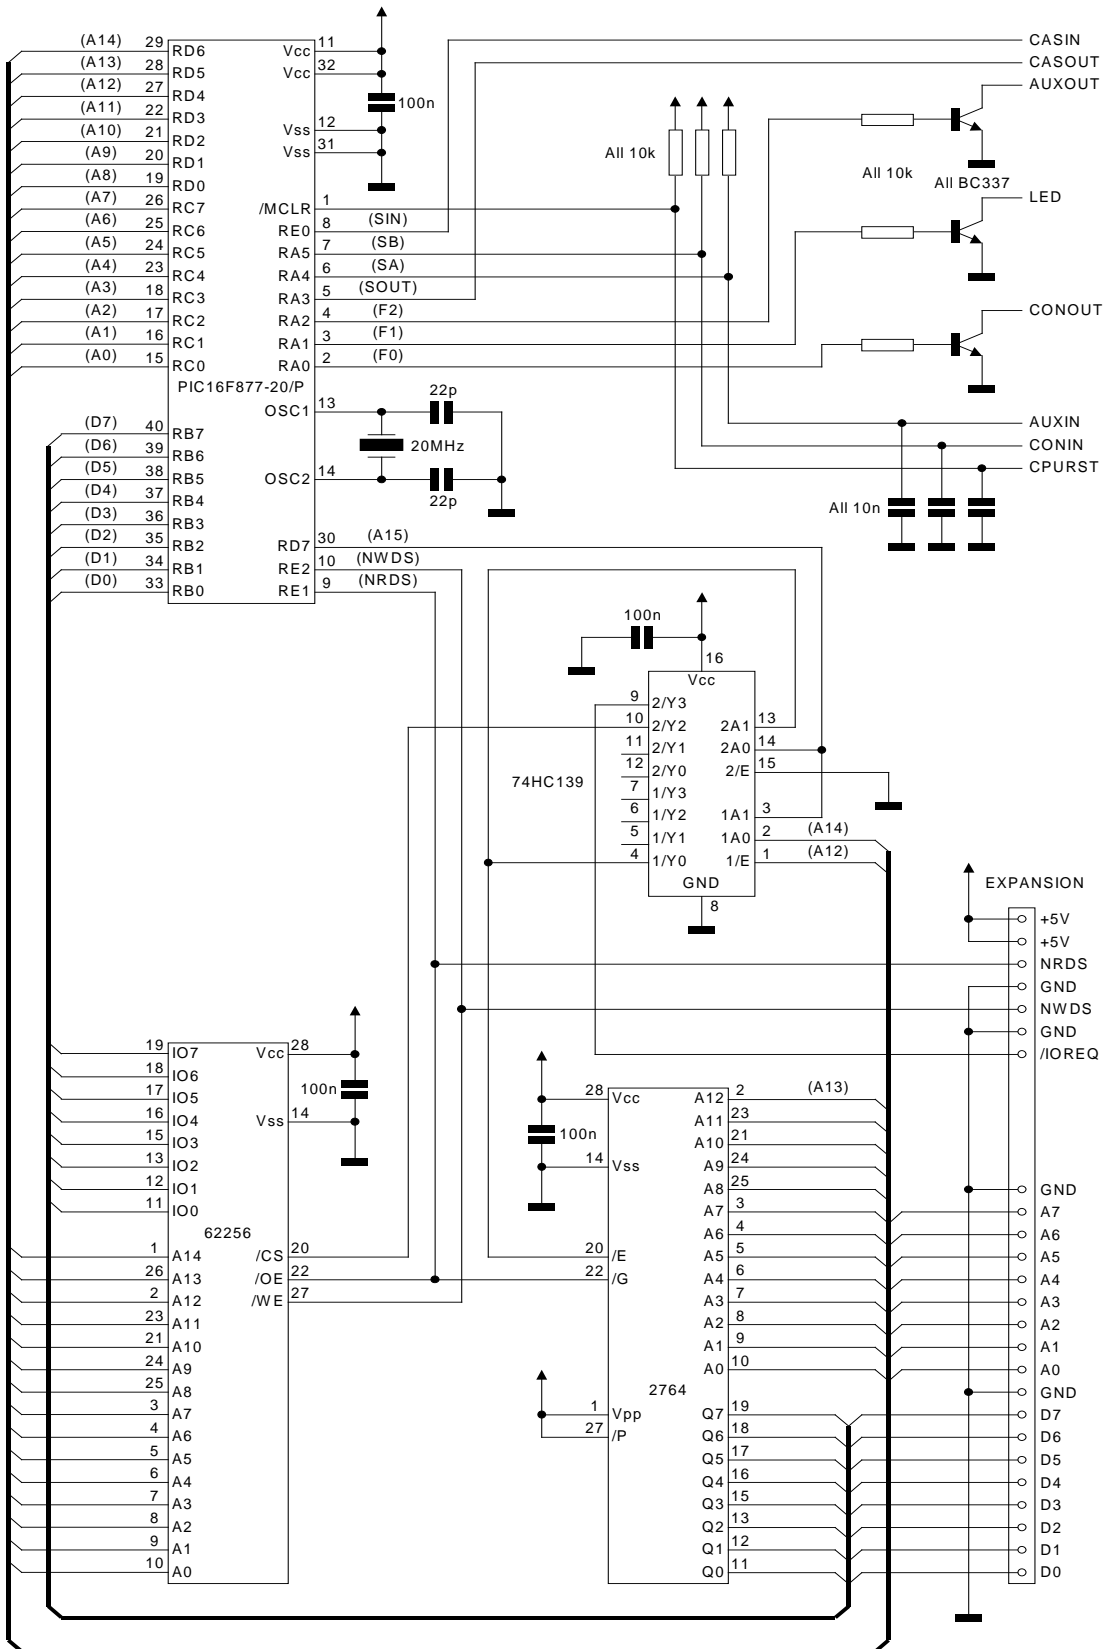 (A14) 29 RD6 Vcc 11 CASIN
(A13) 28 RD5 Vcc 32 CASOUT
(A12) 27 RD4 AUXOUT
100n
(A11) 22 RD3
(A10) 21 RD2 Vss 12
(A9) 20 RD1 Vss 31 All 10k
(A8) 19 RD0 All 10k All BC337
(A7) 26 RC7 /MCLR 1 LED
(A6) 25 RC6 RE0 8 (SIN)
(A5) 24 RC5 RA5 7 (SB)
(A4) 23 RC4 RA4 6 (SA)
(A3) 18 RC3 RA3 5 (SOUT)
(A2) 17 RC2 RA2 4 (F2) CONOUT
(A1) 16 RC1 RA1 3 (F1)
(A0) 15 RC0 RA0 2 (F0)
PIC16F877-20/P
22p
OSC1 13
(D7) 40 RB7 AUXIN
(D6) 39 RB6 20MHz CONIN
(D5) 38 RB5 OSC2 14 CPURST
(D4) 37 RB4 22p
(D3) 36 RB3 All 10n
(D2) 35 RB2 RD7 30 (A15)
(D1) 34 RB1 RE2 10 (NWDS)
(D0) 33 RB0 RE1 9 (NRDS)
100n
16
Vcc
9 2/Y3
10 2/Y2 2A1 13
11 2/Y1 2A0 14
12 2/Y0 2/E 15
74HC139
7 1/Y3
6 1/Y2 1A1 3
5 1/Y1 1A0 2 (A14)
4 1/Y0 1/E 1 (A12)
GND
8
EXPANSION
+5V
+5V
NRDS
GND
NWDS
GND
/IOREQ
19 IO7 Vcc 28
18 IO6
17 IO5 100n
16 IO4 Vss 14
15 IO3
13 IO2
12 IO1
11 IO0
62256
1 A14 /CS 20
26 A13 /OE 22
2 A12 /WE 27
23 A11
21 A10
24 A9
25 A8
3 A7
4 A6
5 A5
6 A4
7 A3
8 A2
9 A1
10 A0
28 Vcc A12 2 (A13)
A11 23
100n A10 21
14 Vss A9 24
A8 25 GND
A7 3 A7
A6 4 A6
20 /E A5 5 A5
22 /G A4 6 A4
A3 7 A3
A2 8 A2
A1 9 A1
A0 10 A0
2764 GND
1 Vpp Q7 19 D7
27 /P Q6 18 D6
Q5 17 D5
Q4 16 D4
Q3 15 D3
Q2 13 D2
Q1 12 D1
Q0 11 D0